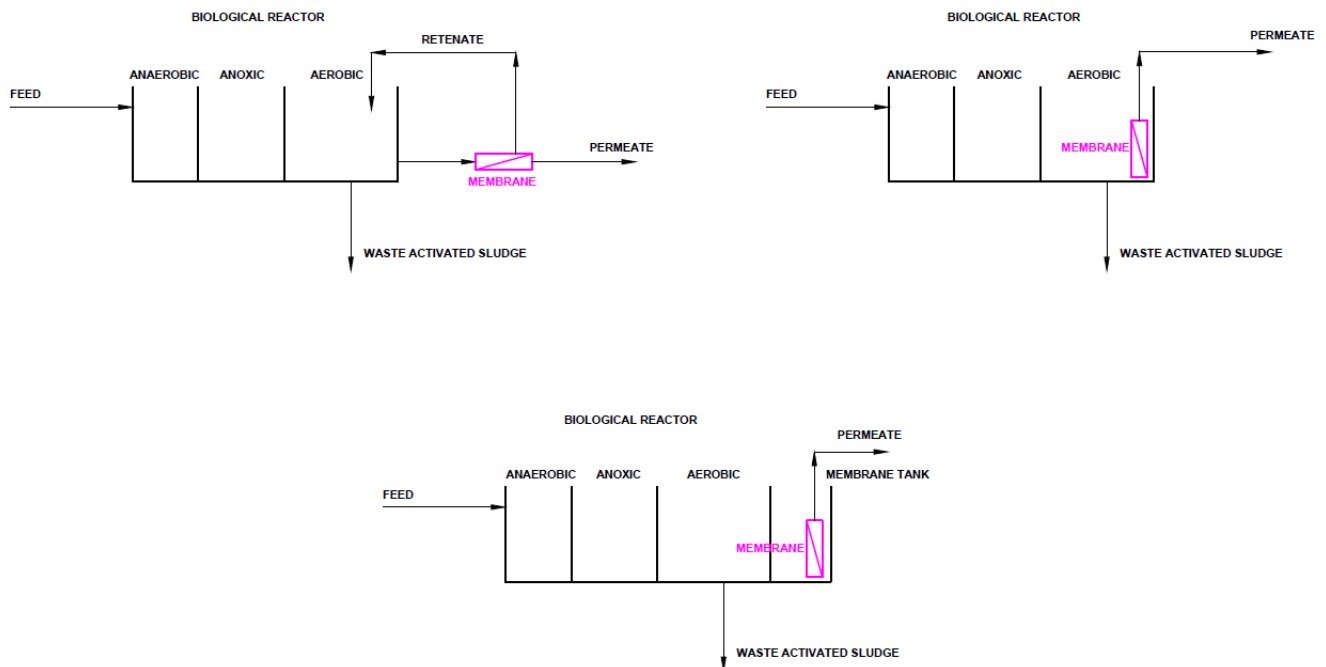 BIOLOGICAL REACTOR
RETENATE
ANAEROBIC ANOXIC AEROBIC
FEED
PERMEATE
MEMBRANE
WASTE ACTIVATED SLUDGE
BIOLOGICAL REACTOR
PERMEATE
ANAEROBIC ANOXIC AEROBIC
FEED
MEMBRANE
WASTE ACTIVATED SLUDGE
BIOLOGICAL REACTOR
PERMEATE
ANAEROBIC ANOXIC AEROBIC MEMBRANE TANK
FEED
MEMBRANE
WASTE ACTIVATED SLUDGE